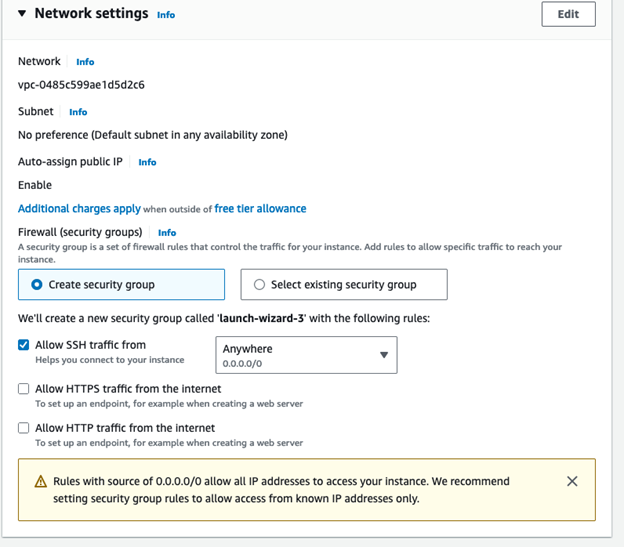 ▼ Network settings Info Edit
Network Info
vpc-0485c599ae1d5d2c6
Subnet Info
No preference (Default subnet in any availability zone)
Auto-assign public IP Info
Enable
Additional charges apply when outside of free tier allowance
Firewall (security groups) Info
A security group is a set of firewall rules that control the traffic for your instance. Add rules to allow specific traffic to reach your
instance.
Create security group Select existing security group
We'll create a new security group called 'launch-wizard-3' with the following rules:
Allow SSH traffic from
Helps you connect to your instance
Anywhere
0.0.0.0/0
Allow HTTPS traffic from the internet
To set up an endpoint, for example when creating a web server
Allow HTTP traffic from the internet
To set up an endpoint, for example when creating a web server
Rules with source of 0.0.0.0/0 allow all IP addresses to access your instance. We recommend
setting security group rules to allow access from known IP addresses only.